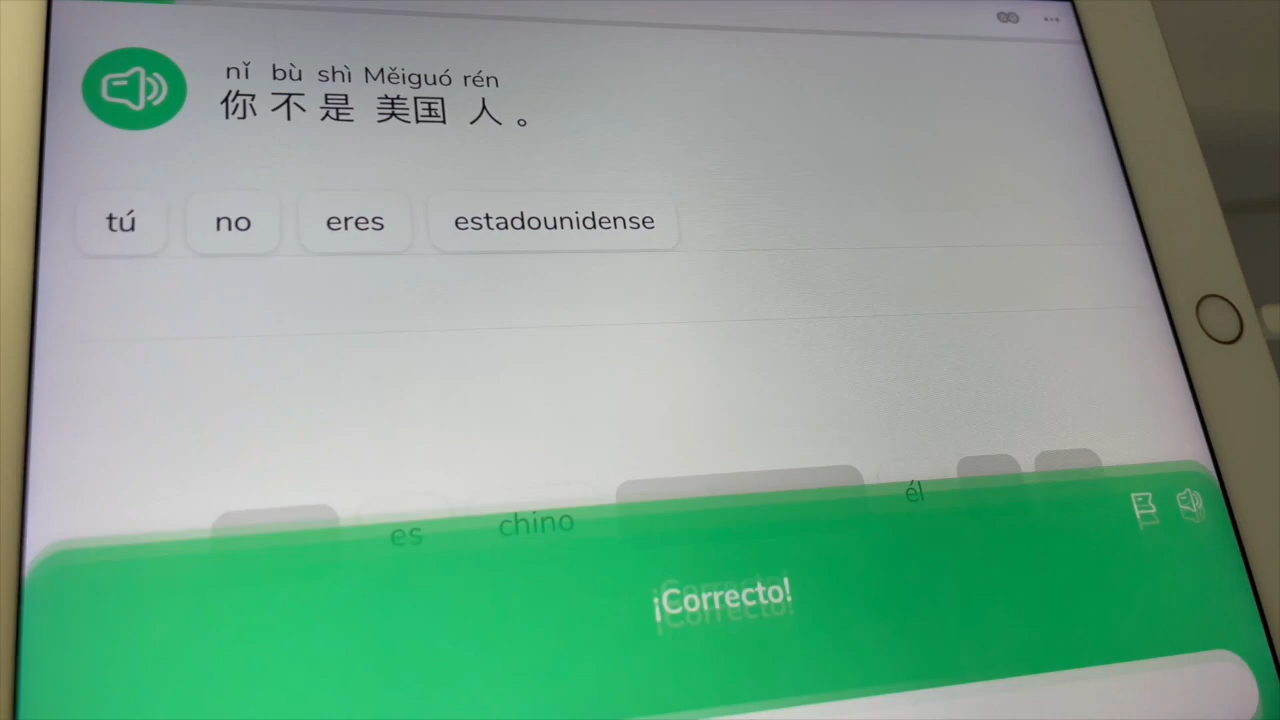 nǐ bù shì Měiguó rén
你 不 是 美国 人 。
tú no eres estadounidense
es chino él
¡Correcto!